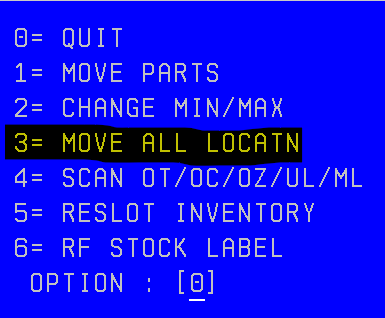 0= QUIT
1= MOVE PARTS
2= CHANGE MIN/MAX
3= MOVE ALL LOCATN
4= SCAN OT/OC/OZ/UL/ML
5= RESLOT INVENTORY
6= RF STOCK LABEL
OPTION : [0]